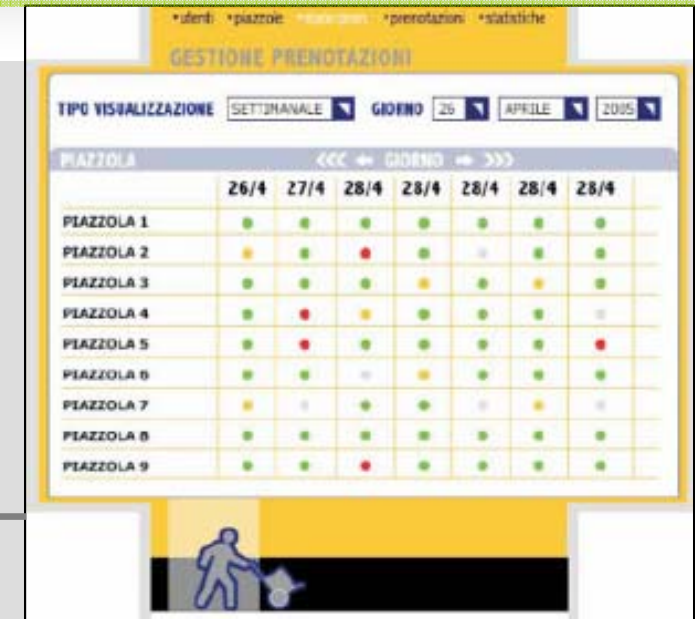 •utenti •piazzole •prenotazioni •statistiche
GESTIONE PRENOTAZIONI
TIPO VISUALIZZAZIONE SETTIMANALE GIORNO 26 APRILE 2005
PIAZZOLA <<< ← GIORNO → >>>
26/4 27/4 28/4 28/4 28/4 28/4 28/4
PIAZZOLA 1
PIAZZOLA 2
PIAZZOLA 3
PIAZZOLA 4
PIAZZOLA 5
PIAZZOLA 6
PIAZZOLA 7
PIAZZOLA 8
PIAZZOLA 9